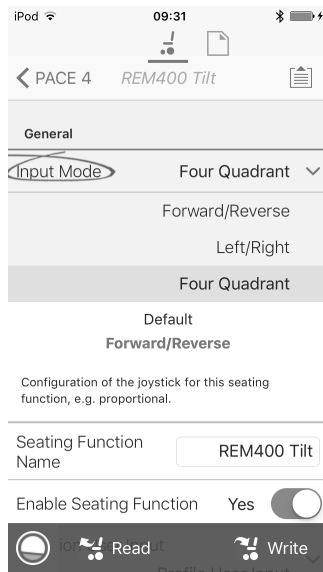 iPod 09:31
PACE 4 REM400 Tilt
General
Input Mode Four Quadrant
Forward/Reverse
Left/Right
Four Quadrant
Default
Forward/Reverse
Configuration of the joystick for this seating
function, e.g. proportional.
Seating Function
Name REM400 Tilt
Enable Seating Function Yes
Read Write